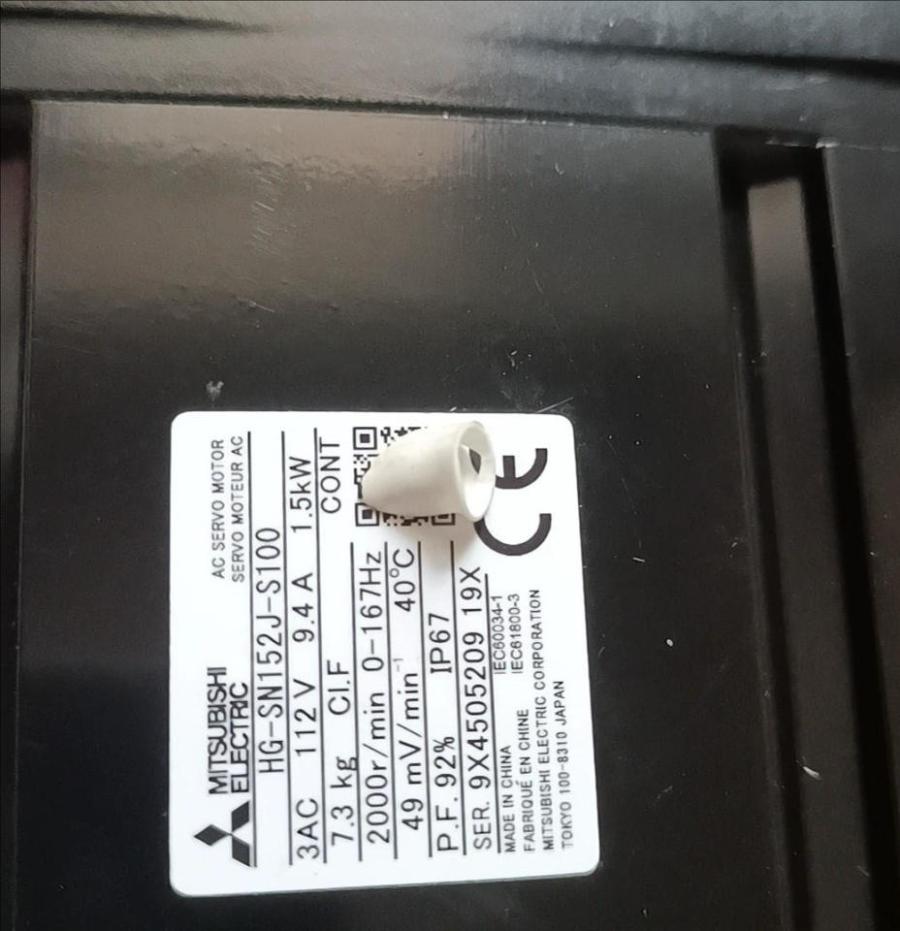 MITSUBISHI
ELECTRIC
AC SERVO MOTOR
SERVO MOTEUR AC
HG-SN152J-S100
3AC 112 V 9.4 A 1.5kW
7.3 kg Cl.F CONT
2000r/min 0-167Hz
49 mV/min⁻¹ 40°C
P.F. 92% IP67
SER. 9X4505209 19X
MADE IN CHINA IEC60034-1
FABRIQUÉ EN CHINE IEC61800-3
MITSUBISHI ELECTRIC CORPORATION
TOKYO 100-8310 JAPAN
CE